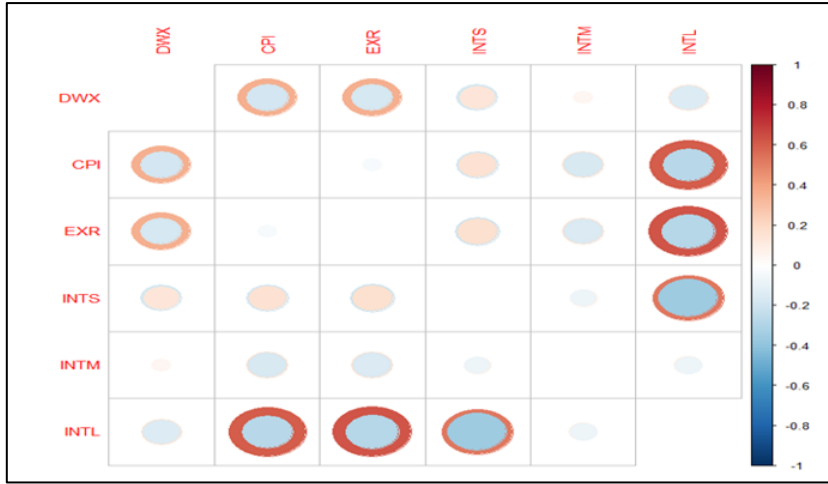 DWX CPI EXR INTS INTM INTL
DWX
CPI
EXR
INTS
INTM
INTL
1
0.8
0.6
0.4
0.2
0
-0.2
-0.4
-0.6
-0.8
-1